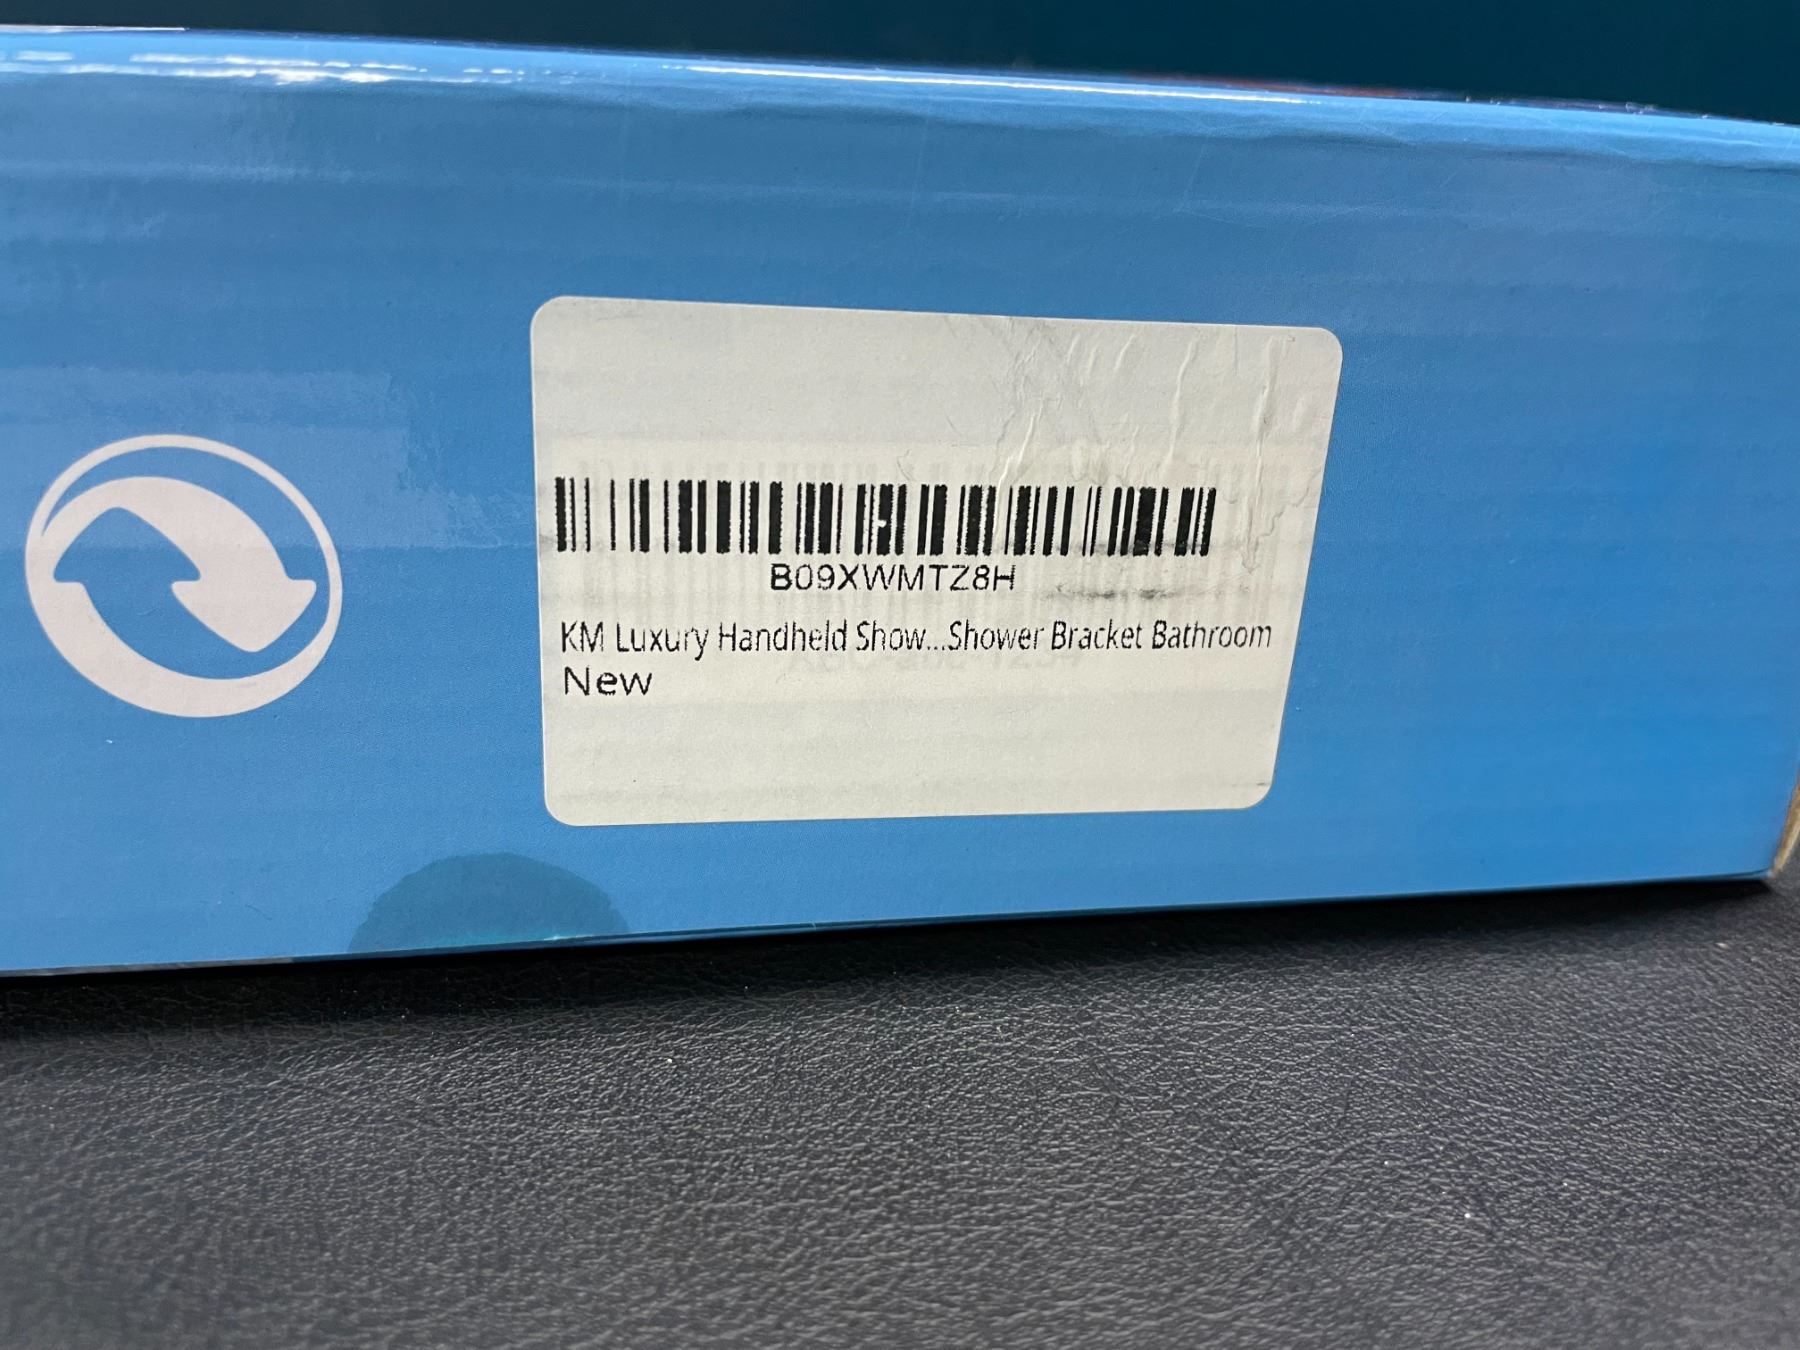 B09XWMTZ8H
KM Luxury Handheld Show...Shower Bracket Bathroom
New